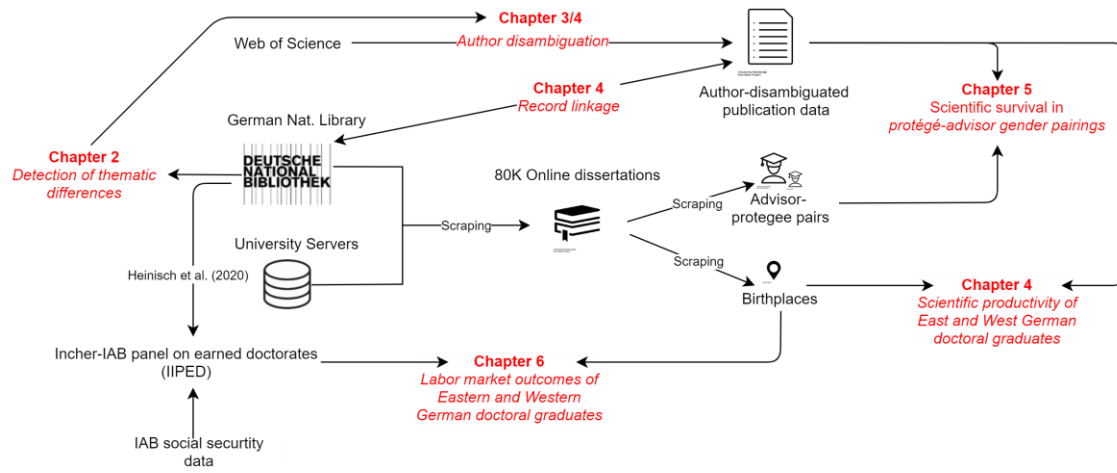 Chapter 3/4
Web of Science
Author disambiguation
Chapter 4
Record linkage
Author-disambiguated
publication data
Chapter 5
Scientific survival in
protégé-advisor gender pairings
German Nat. Library
DEUTSCHE
NATIONAL
BIBLIOTHEK
Chapter 2
Detection of thematic
differences
80K Online dissertations
Scraping
Advisor-
protegee pairs
Scraping
University Servers
Scraping
Heinisch et al. (2020)
Birthplaces
Chapter 4
Scientific productivity of
East and West German
doctoral graduates
Incher-IAB panel on earned doctorates
(IIPED)
Chapter 6
Labor market outcomes of
Eastern and Western
German doctoral graduates
IAB social securtity
data